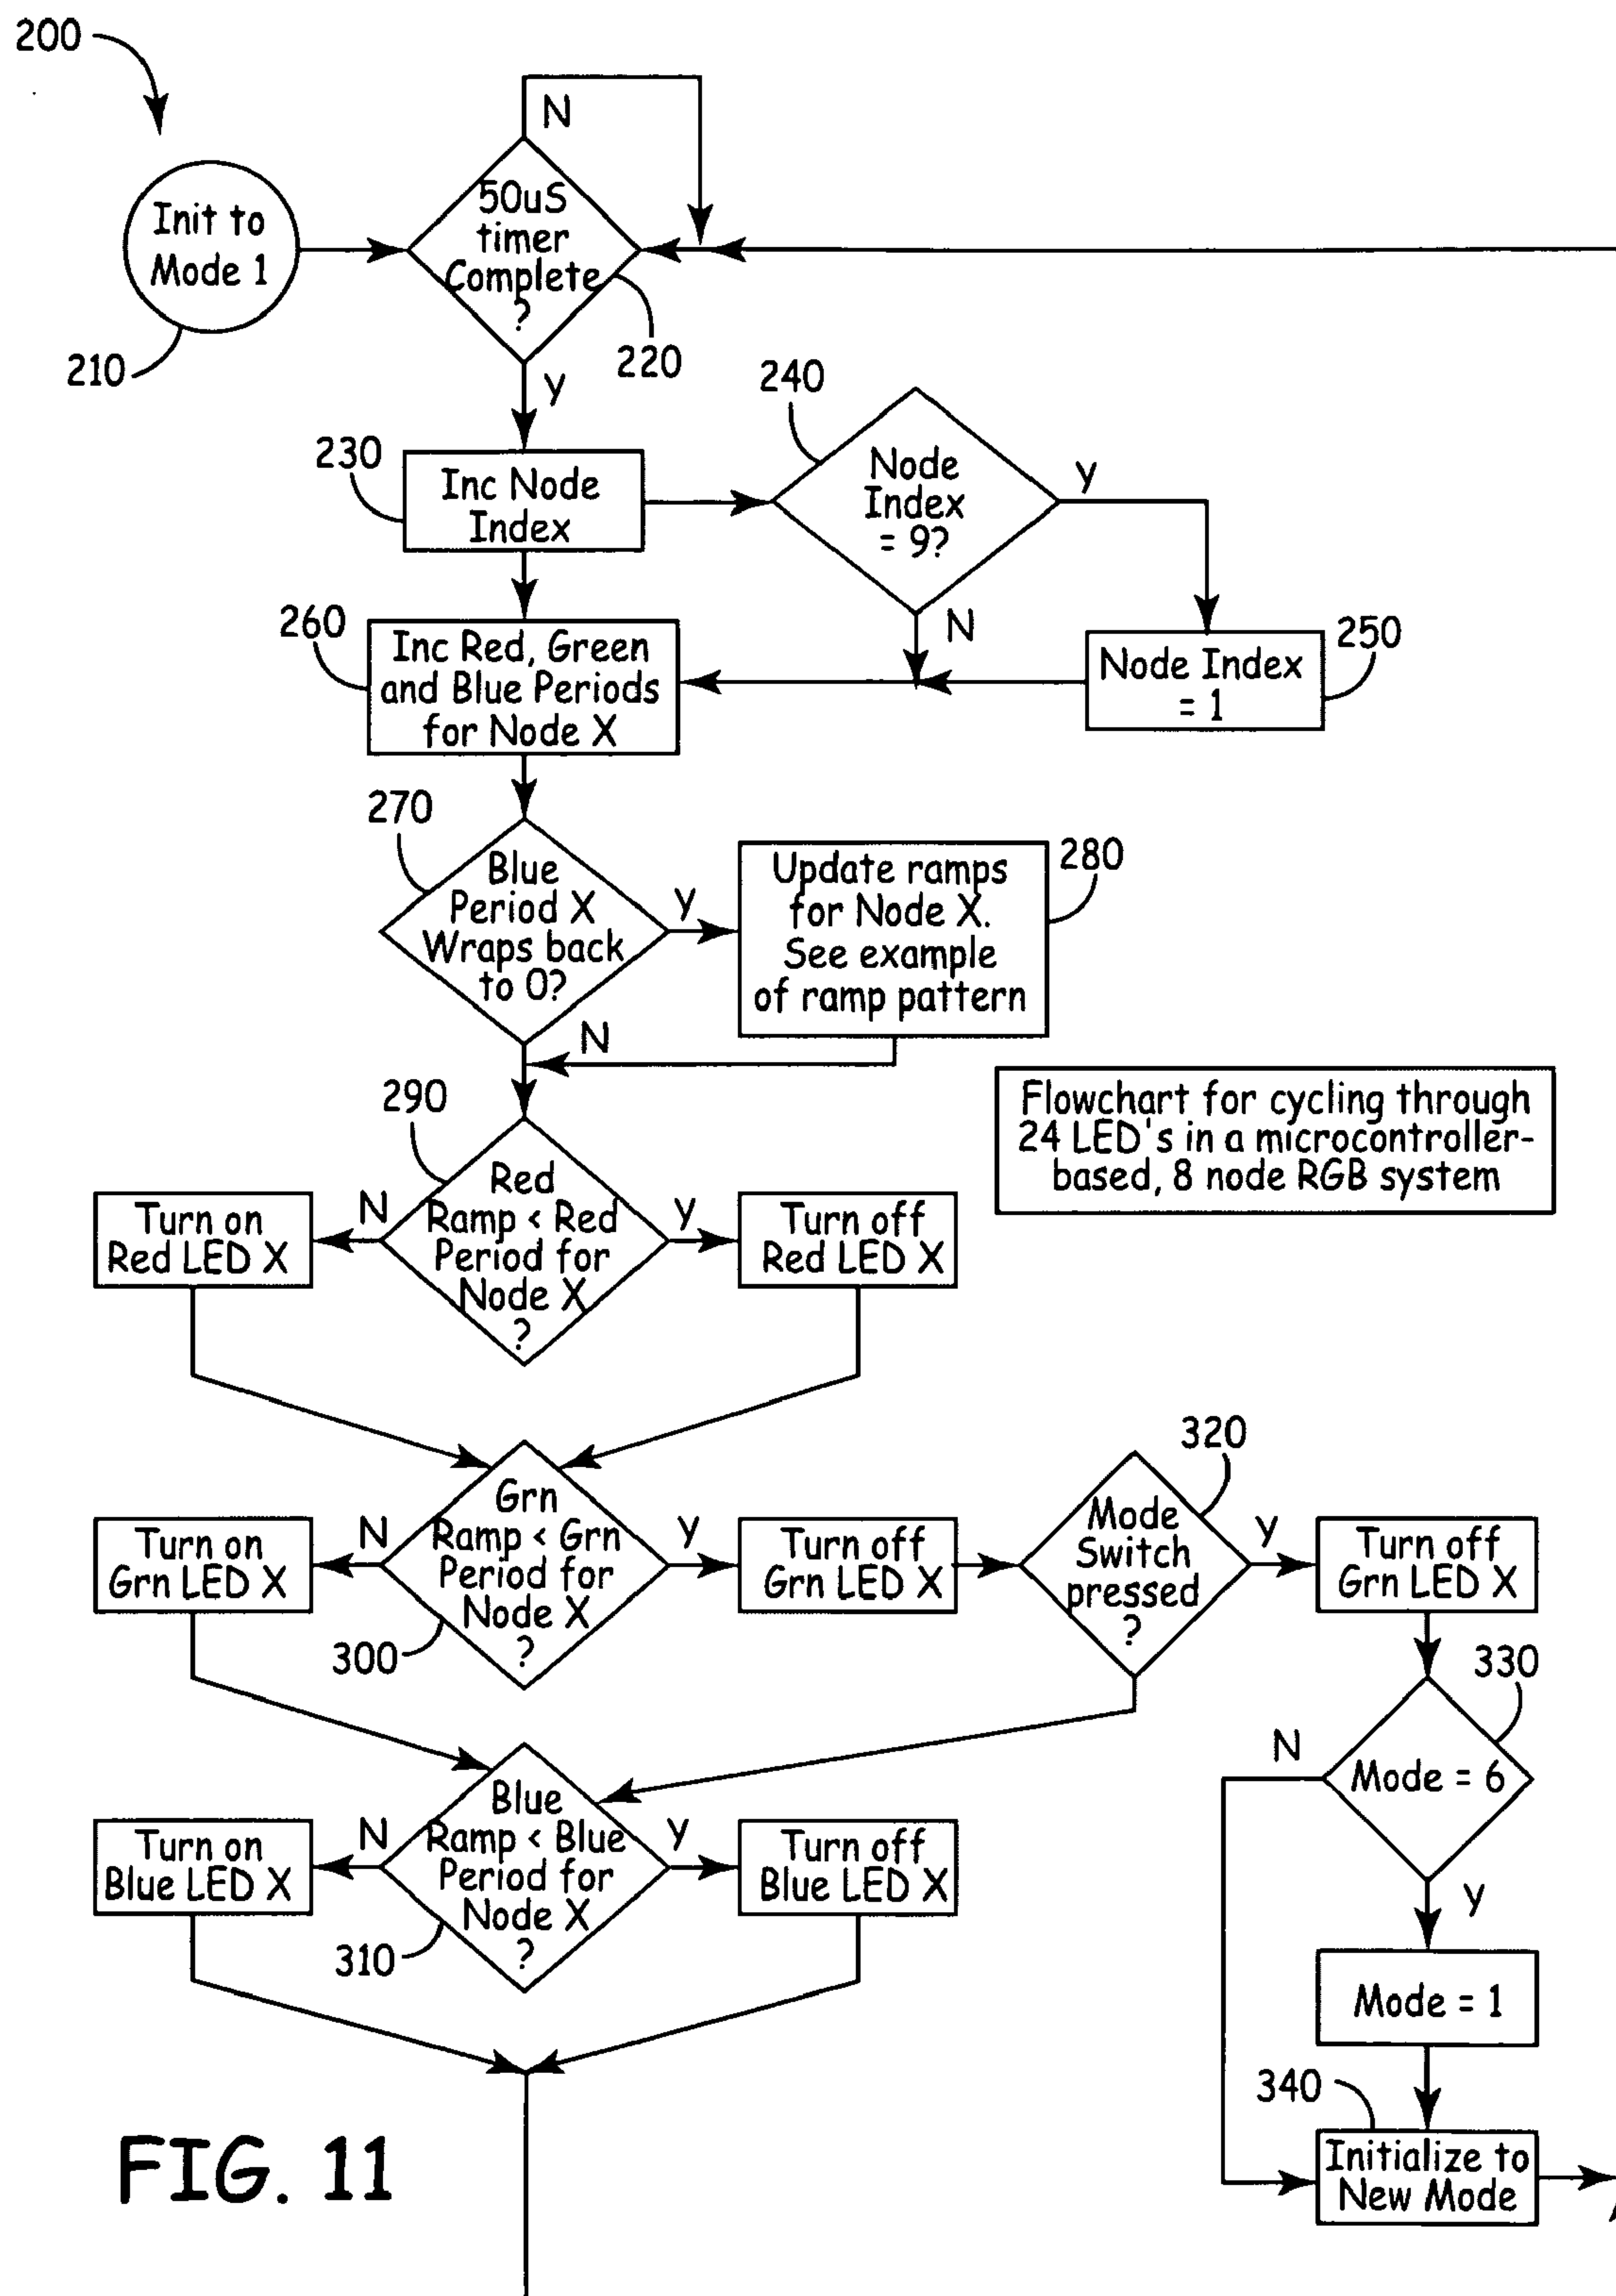 200
N
50uS
timer
Complete
?
Init to
Mode 1
210
220
Y
240
230
Inc Node
Index
Node
Index
= 9?
Y
N
260
Inc Red, Green
and Blue Periods
for Node X
Node Index
= 1
250
270
Blue
Period X
Wraps back
to 0?
Y
Update ramps
for Node X.
See example
of ramp pattern
280
N
290
Flowchart for cycling through
24 LED's in a microcontroller-
based, 8 node RGB system
Red
Ramp < Red
Period for
Node X
?
N
Y
Turn on
Red LED X
Turn off
Red LED X
320
Grn
Ramp < Grn
Period for
Node X
?
N
Y
Turn on
Grn LED X
Turn off
Grn LED X
Mode
Switch
pressed
?
Y
Turn off
Grn LED X
300
330
N
Mode = 6
Blue
Ramp < Blue
Period for
Node X
?
N
Y
Turn on
Blue LED X
Turn off
Blue LED X
310
Y
Mode = 1
340
Initialize to
New Mode
FIG. 11